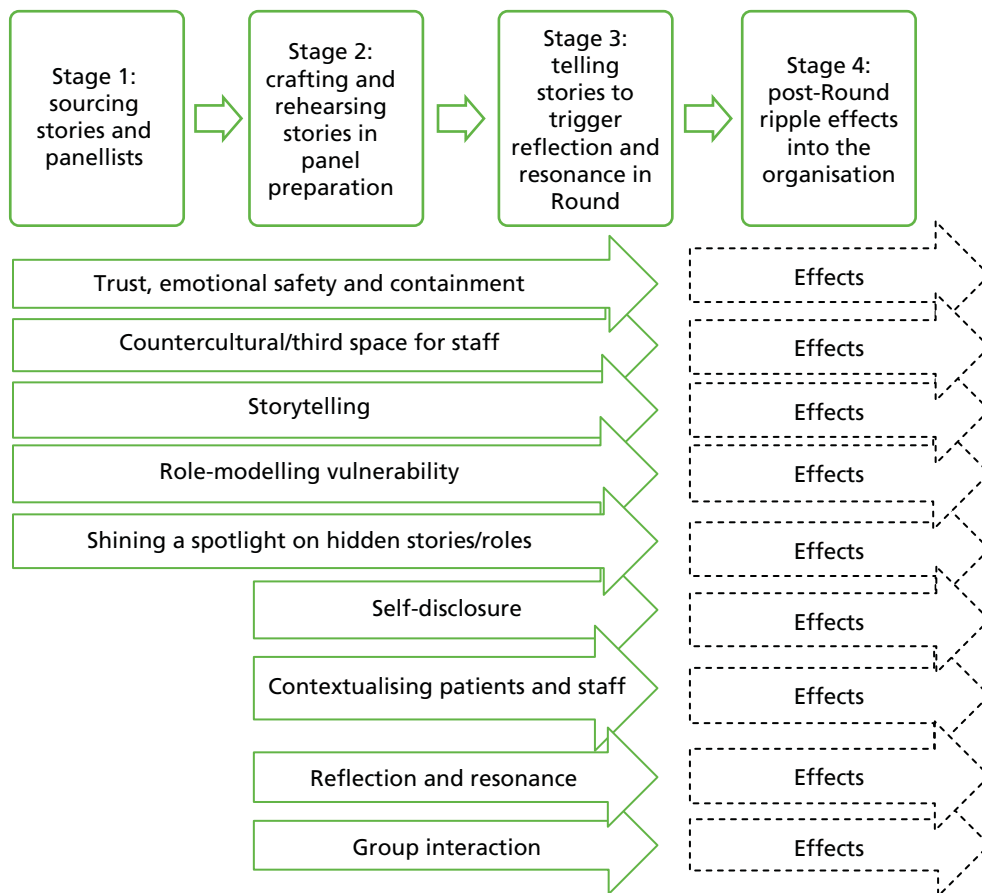 Stage 1:
sourcing
stories and
panellists
Stage 2:
crafting and
rehearsing
stories in
panel
preparation
Stage 3:
telling
stories to
trigger
reflection and
resonance in
Round
Stage 4:
post-Round
ripple effects
into the
organisation
Trust, emotional safety and containment
Effects
Countercultural/third space for staff
Effects
Storytelling
Effects
Role-modelling vulnerability
Effects
Shining a spotlight on hidden stories/roles
Effects
Self-disclosure
Effects
Contextualising patients and staff
Effects
Reflection and resonance
Effects
Group interaction
Effects